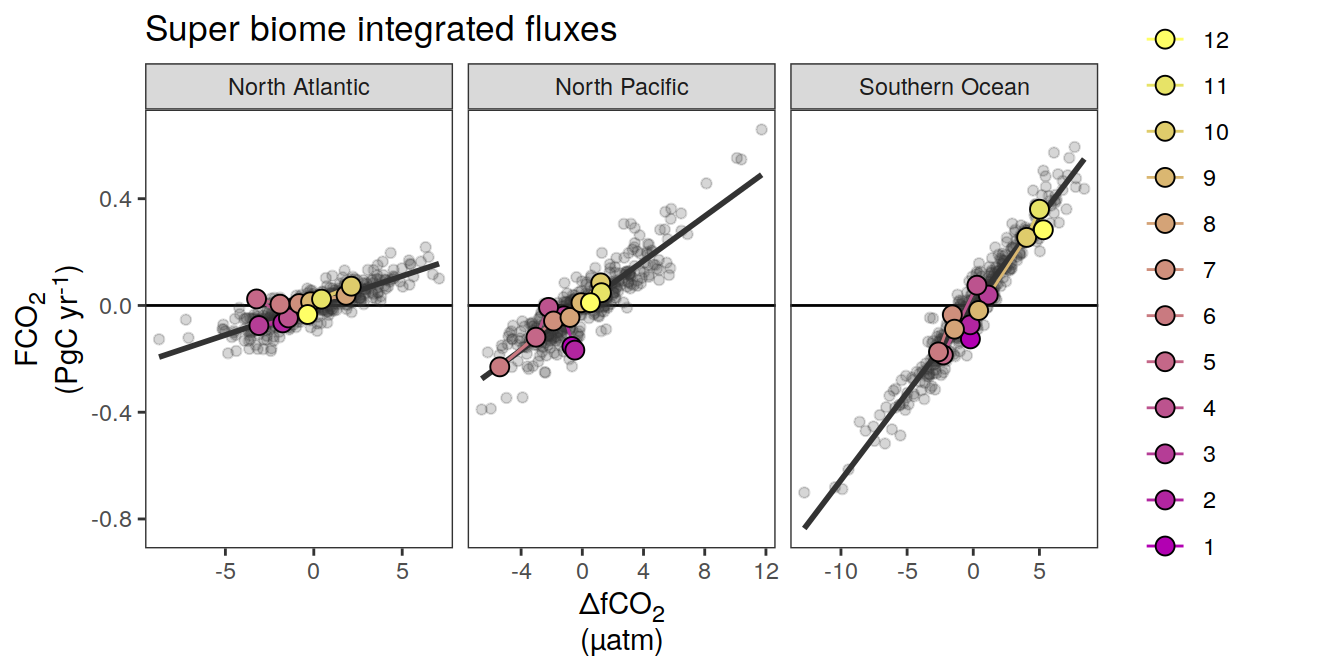 Super biome integrated fluxes
North Atlantic North Pacific Southern Ocean
FCO₂
(PgC yr⁻¹)
0.4
0.0
-0.4
-0.8
-5 0 5 -4 0 4 8 12 -10 -5 0 5
ΔfCO₂
(µatm)
12
11
10
9
8
7
6
5
4
3
2
1